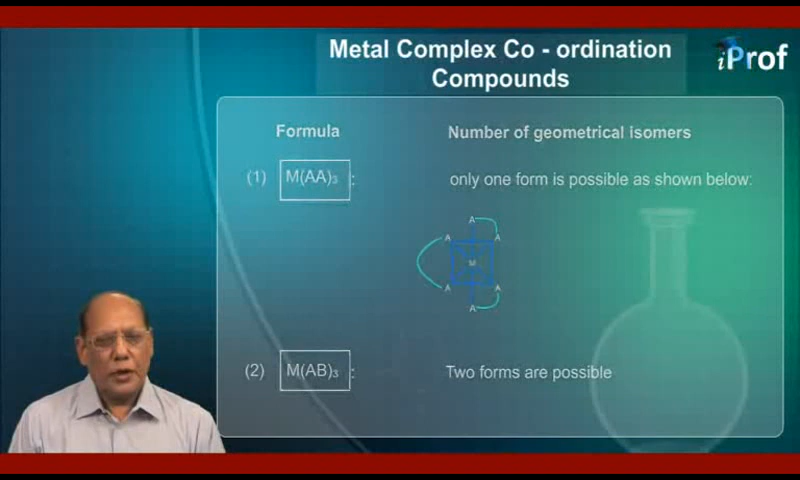 Metal Complex Co - ordination
Compounds
iProf
Formula
Number of geometrical isomers
(1) M(AA)₃ : only one form is possible as shown below:
A
A A
M
A A
A
(2) M(AB)₃ : Two forms are possible